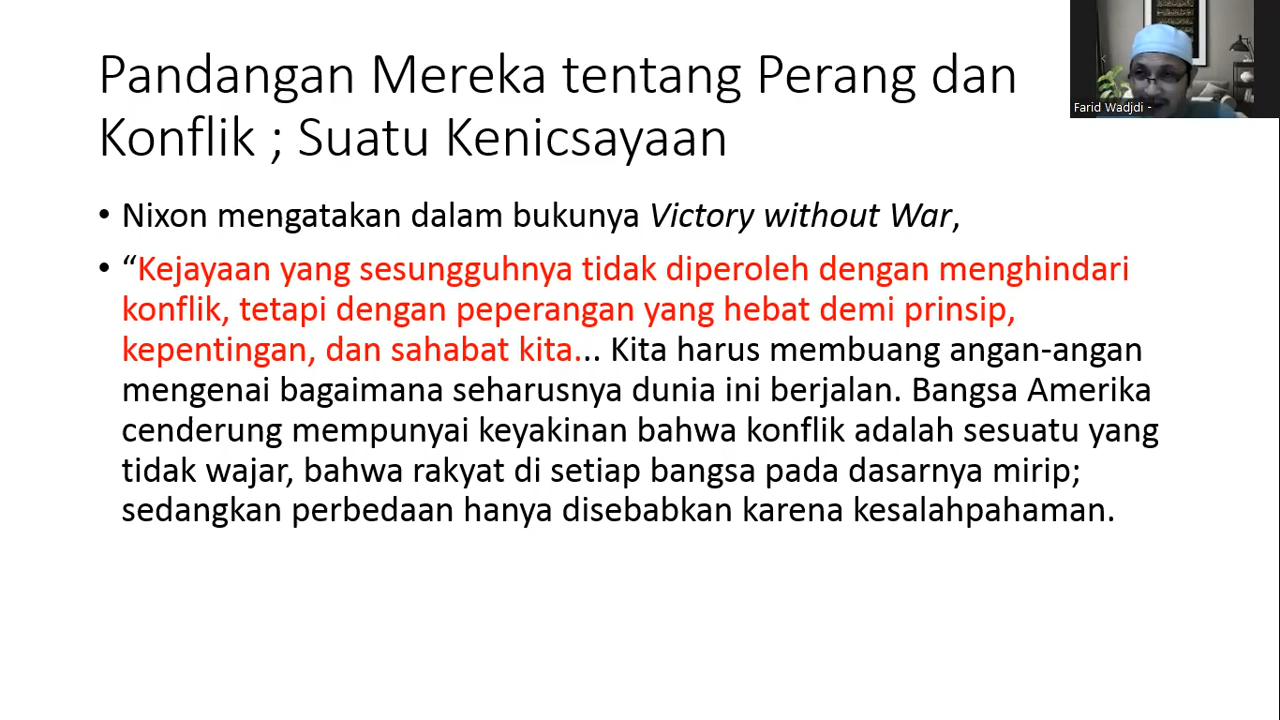 Pandangan Mereka tentang Perang dan
Konflik ; Suatu Kenicsayaan
• Nixon mengatakan dalam bukunya Victory without War,
• “Kejayaan yang sesungguhnya tidak diperoleh dengan menghindari
konflik, tetapi dengan peperangan yang hebat demi prinsip,
kepentingan, dan sahabat kita... Kita harus membuang angan-angan
mengenai bagaimana seharusnya dunia ini berjalan. Bangsa Amerika
cenderung mempunyai keyakinan bahwa konflik adalah sesuatu yang
tidak wajar, bahwa rakyat di setiap bangsa pada dasarnya mirip;
sedangkan perbedaan hanya disebabkan karena kesalahpahaman.
Farid Wadjdi -